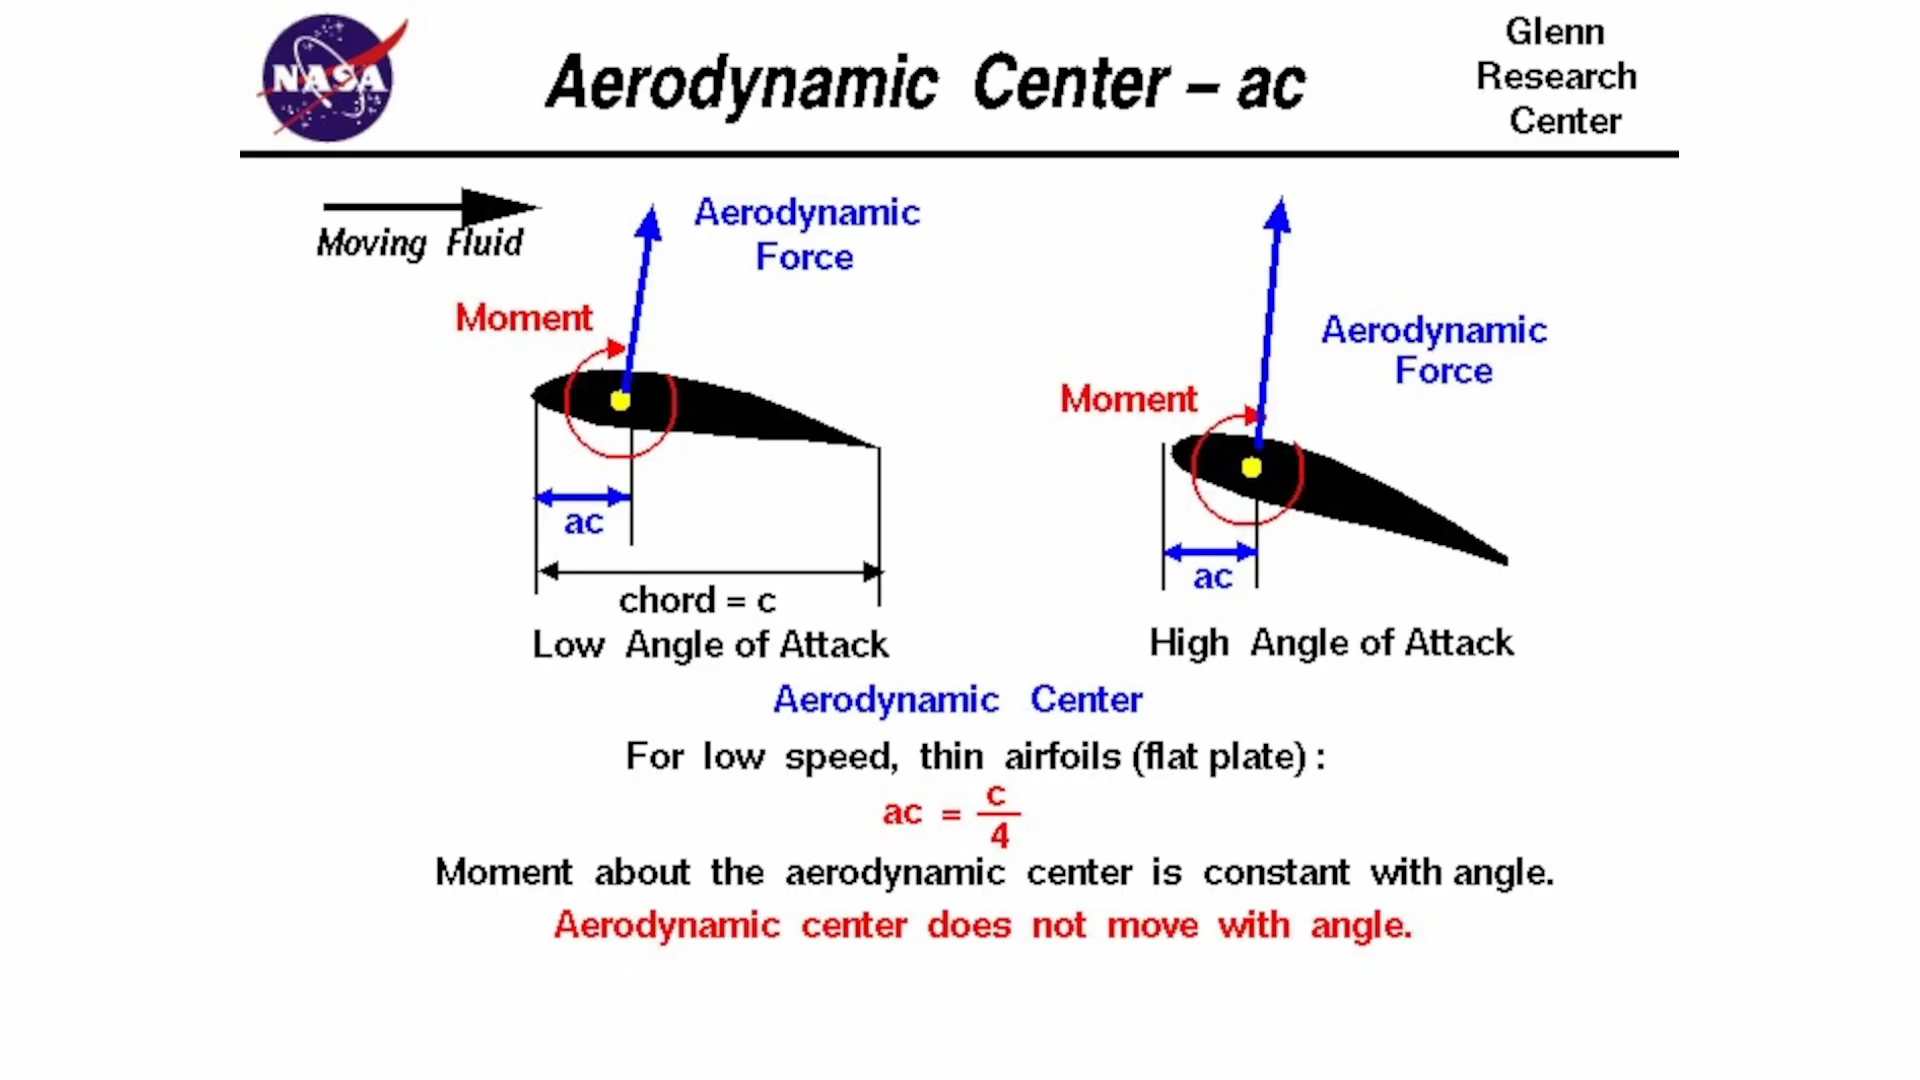 NASA
Aerodynamic Center – ac
Glenn
Research
Center
Moving Fluid
Aerodynamic
Force
Moment
ac
chord = c
Low Angle of Attack
Aerodynamic
Force
Moment
ac
High Angle of Attack
Aerodynamic Center
For low speed, thin airfoils (flat plate) :
ac = c
4
Moment about the aerodynamic center is constant with angle.
Aerodynamic center does not move with angle.